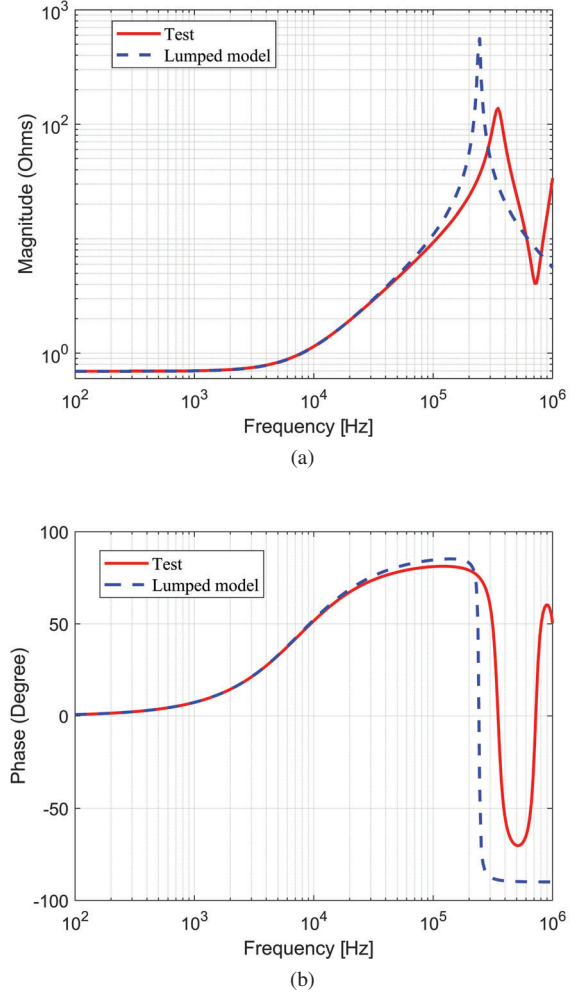 10^3
10^2
10^0
Magnitude (Ohms)
Test
Lumped model
10^2 10^3 10^4 10^5 10^6
Frequency [Hz]
(a)
100
50
0
-50
-100
Phase (Degree)
Test
Lumped model
10^2 10^3 10^4 10^5 10^6
Frequency [Hz]
(b)